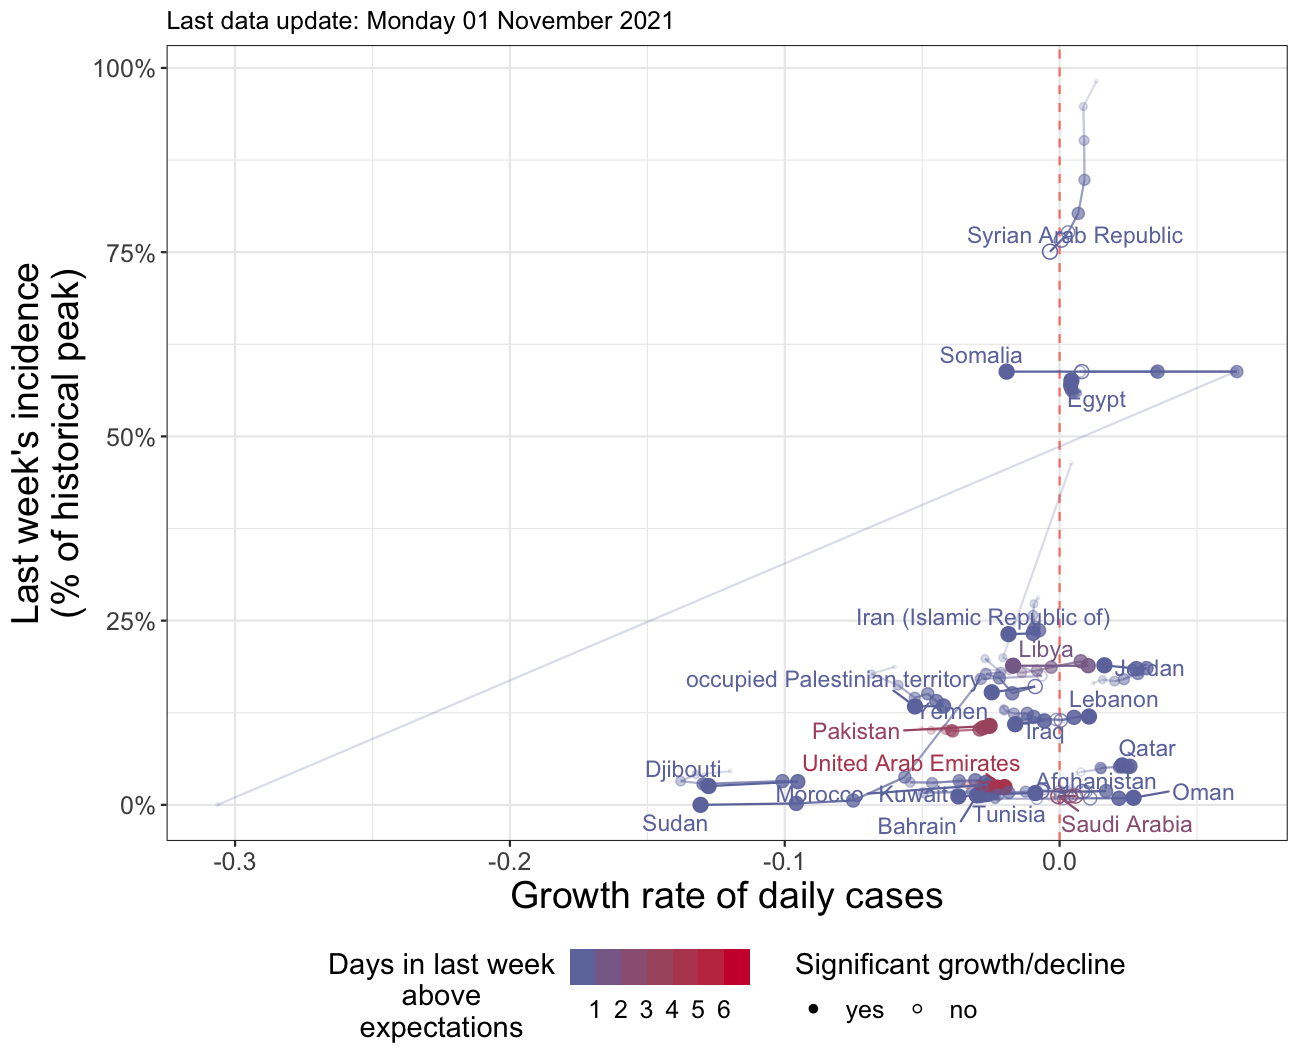 Last data update: Monday 01 November 2021
100%
75%
50%
25%
0%
Last week's incidence
(% of historical peak)
Syrian Arab Republic
Somalia
Egypt
Iran (Islamic Republic of)
Libya
Jordan
occupied Palestinian territory
Yemen
Lebanon
Pakistan
Iraq
Qatar
United Arab Emirates
Djibouti
Afghanistan
Morocco
Kuwait
Oman
Tunisia
Sudan
Bahrain
Saudi Arabia
-0.3
-0.2
-0.1
0.0
Growth rate of daily cases
Days in last week
above
expectations
1 2 3 4 5 6
Significant growth/decline
yes
no